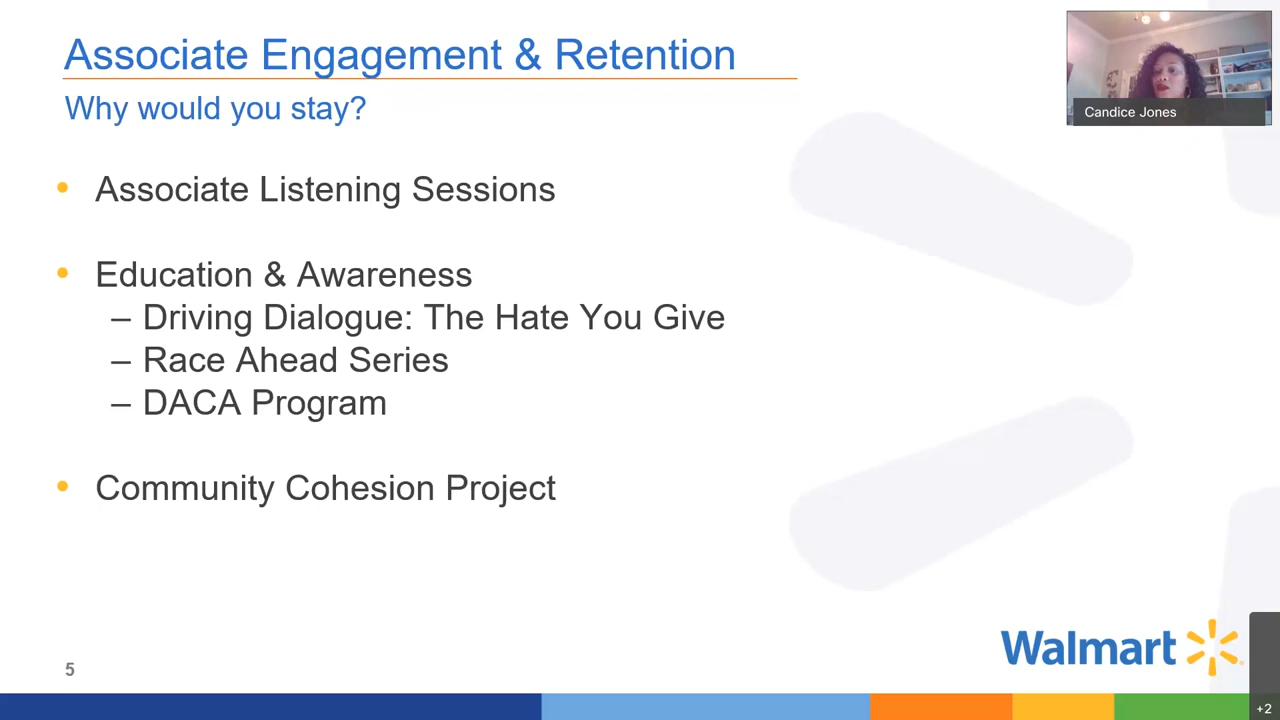 Associate Engagement & Retention
Why would you stay?
Candice Jones
• Associate Listening Sessions
• Education & Awareness
– Driving Dialogue: The Hate You Give
– Race Ahead Series
– DACA Program
• Community Cohesion Project
Walmart
5
+2